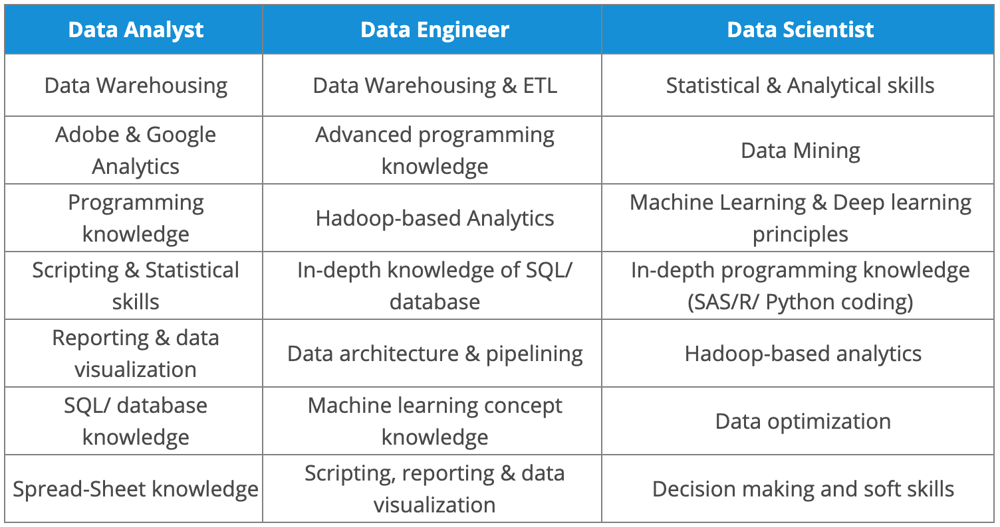 Data Analyst Data Engineer Data Scientist
Data Warehousing Data Warehousing & ETL Statistical & Analytical skills
Adobe & Google
Analytics
Advanced programming
knowledge
Data Mining
Programming
knowledge
Hadoop-based Analytics
Machine Learning & Deep learning
principles
Scripting & Statistical
skills
In-depth knowledge of SQL/
database
In-depth programming knowledge
(SAS/R/ Python coding)
Reporting & data
visualization
Data architecture & pipelining
Hadoop-based analytics
SQL/ database
knowledge
Machine learning concept
knowledge
Data optimization
Spread-Sheet knowledge
Scripting, reporting & data
visualization
Decision making and soft skills